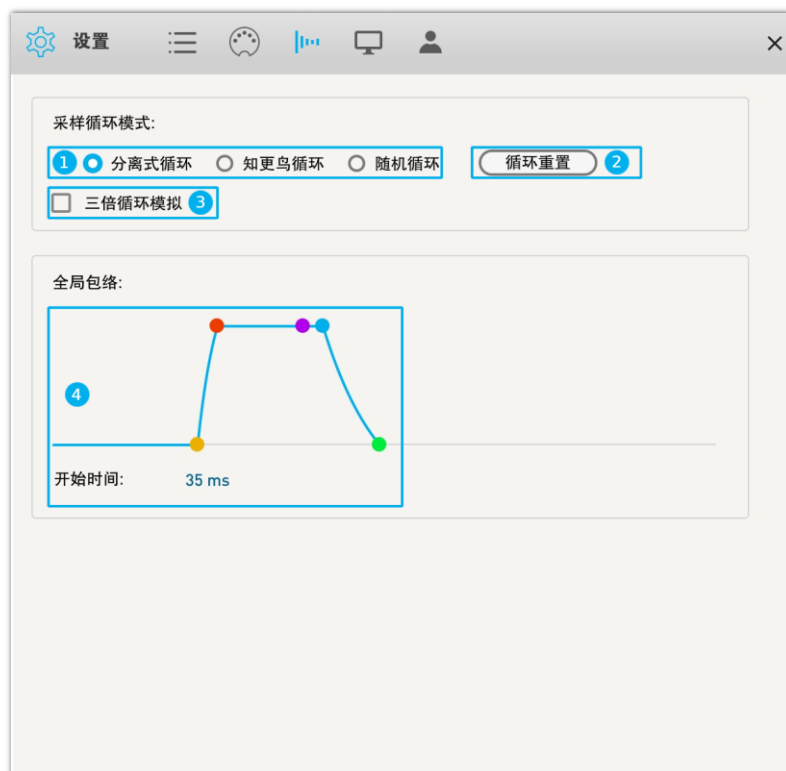 设置
采样循环模式:
1 分离式循环 知更鸟循环 随机循环 循环重置 2
三倍循环模拟 3
全局包络:
4
开始时间: 35 ms